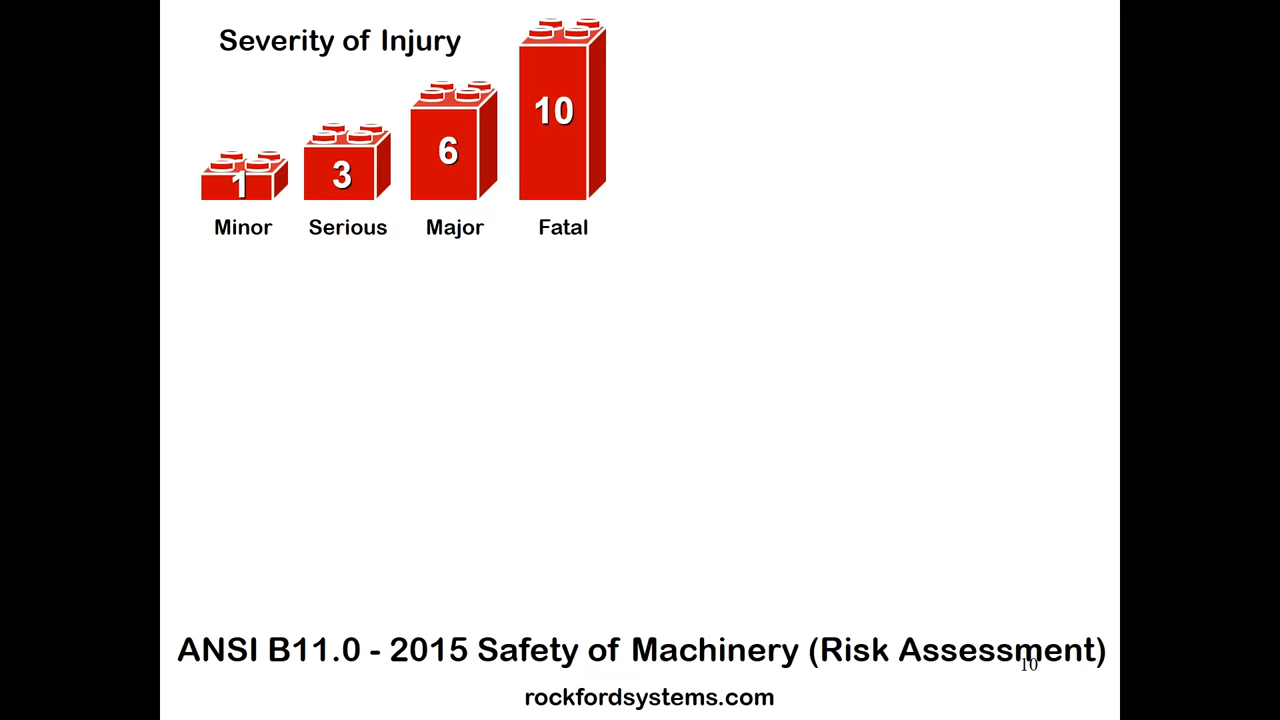 Severity of Injury
1 3 6 10
Minor Serious Major Fatal
ANSI B11.0 - 2015 Safety of Machinery (Risk Assessment)
10
rockfordsystems.com